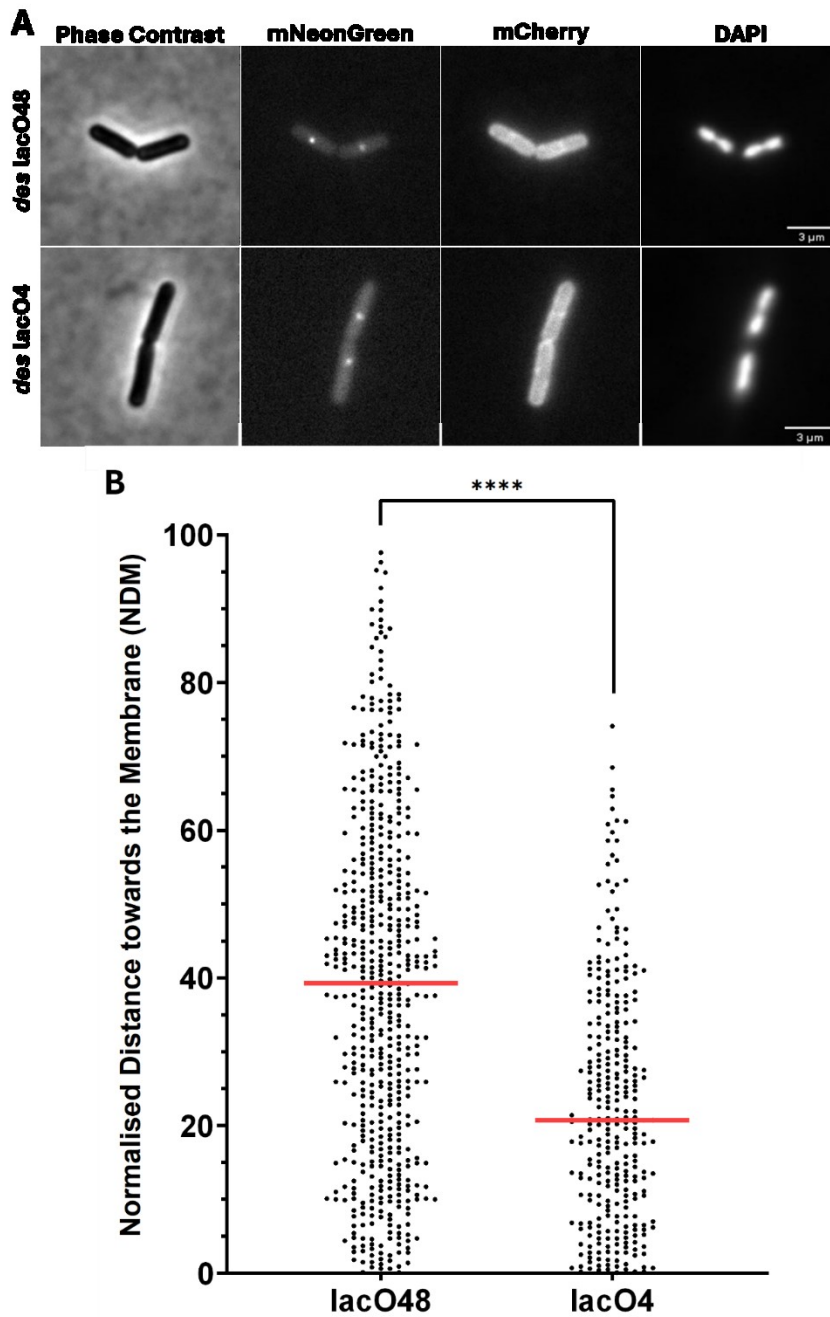 A
Phase Contrast mNeonGreen mCherry DAPI
des lacO48
3 µm
des lacO4
3 µm
B
****
Normalised Distance towards the Membrane (NDM)
100
80
60
40
20
0
lacO48 lacO4